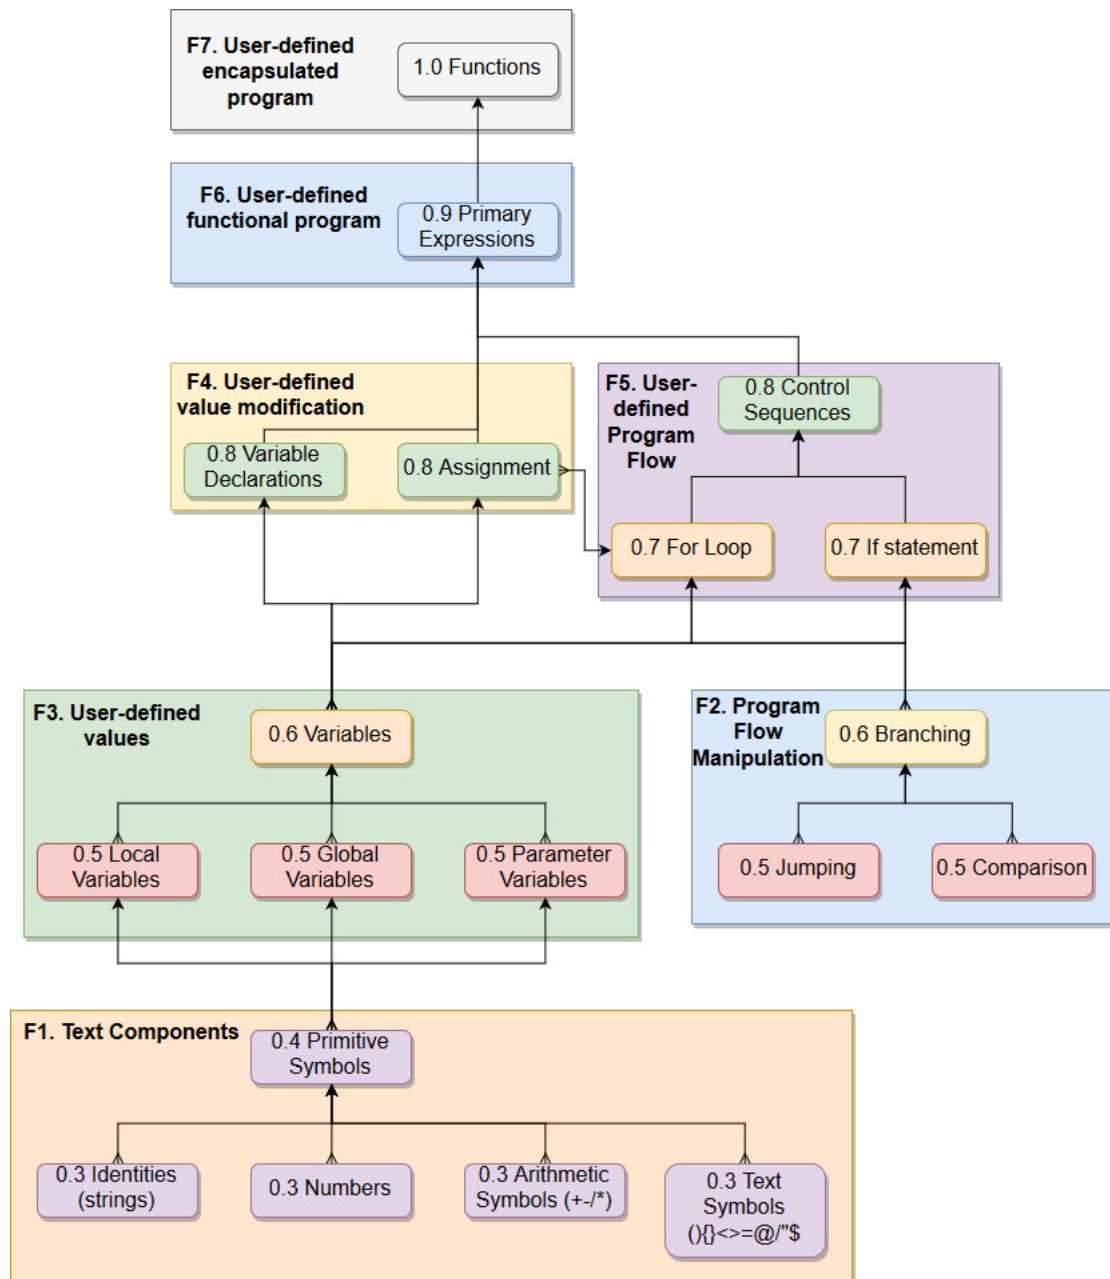 F7. User-defined
encapsulated
program
1.0 Functions
F6. User-defined
functional program
0.9 Primary
Expressions
F4. User-defined
value modification
0.8 Variable
Declarations
0.8 Assignment
F5. User-
defined
Program
Flow
0.8 Control
Sequences
0.7 For Loop
0.7 If statement
F3. User-defined
values
0.6 Variables
0.5 Local
Variables
0.5 Global
Variables
0.5 Parameter
Variables
F2. Program
Flow
Manipulation
0.6 Branching
0.5 Jumping
0.5 Comparison
F1. Text Components
0.4 Primitive
Symbols
0.3 Identities
(strings)
0.3 Numbers
0.3 Arithmetic
Symbols (+-/*)
0.3 Text
Symbols
(){}<>=@/"$